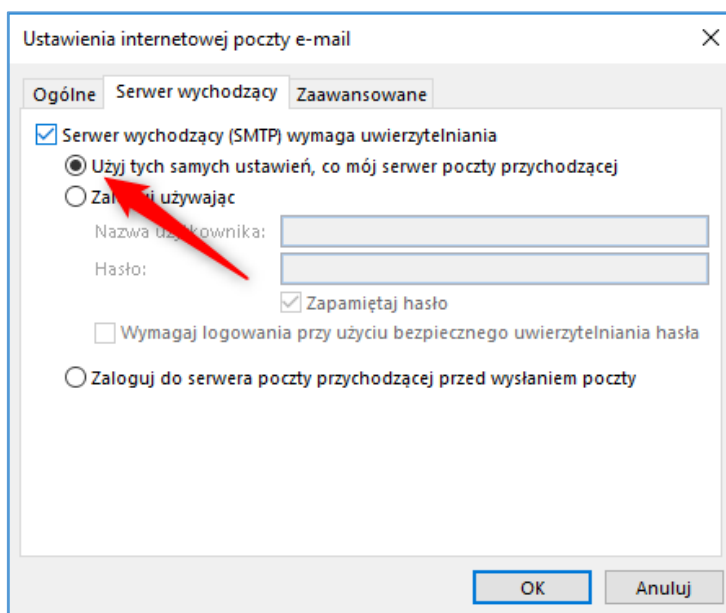 Ustawienia internetowej poczty e-mail
Ogólne Serwer wychodzący Zaawansowane
Serwer wychodzący (SMTP) wymaga uwierzytelniania
Użyj tych samych ustawień, co mój serwer poczty przychodzącej
używając
Nazwa użytkownika:
Hasło:
Zapamiętaj hasło
Wymagaj logowania przy użyciu bezpiecznego uwierzytelniania hasła
Zaloguj do serwera poczty przychodzącej przed wysłaniem poczty
OK Anuluj